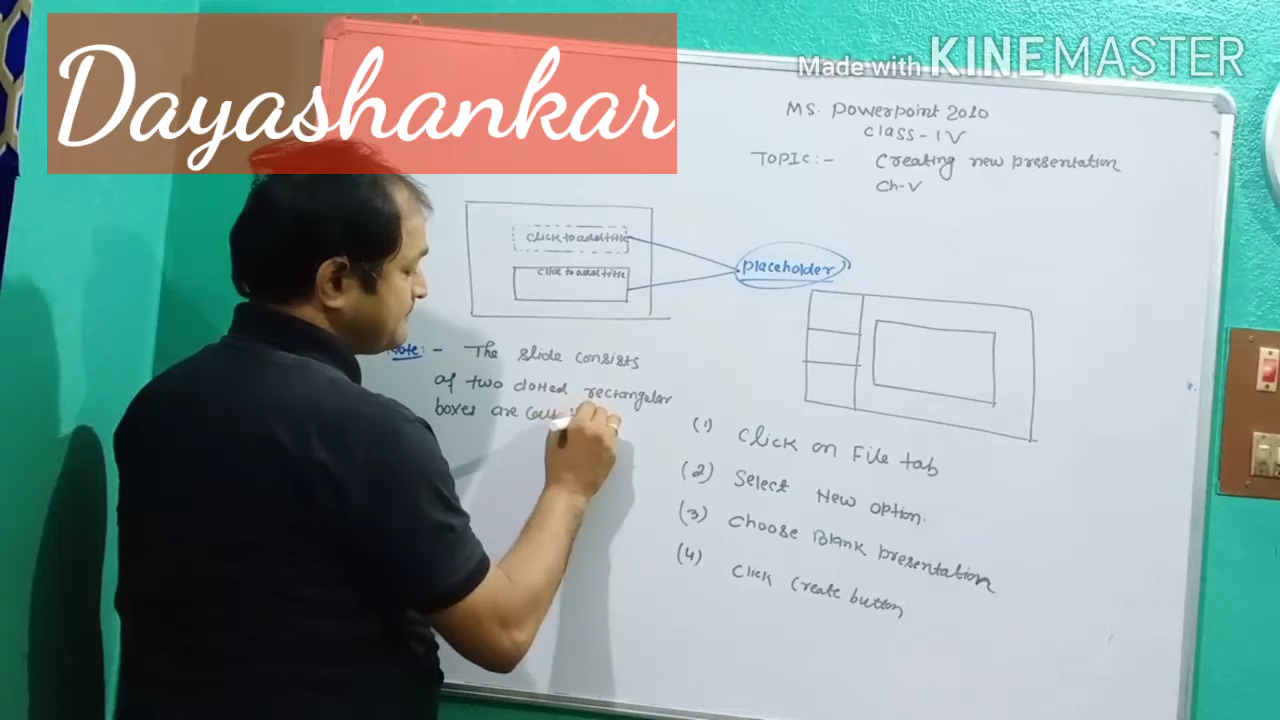 Dayashankar
Made with KINEMASTER
MS. Powerpoint 2010
Class - IV
TOPIC:- Creating new presentation
Ch-V
Click to add title
Click to add title
placeholder
Note:- The slide consists
of two dotted rectangular
boxes are
(1) Click on File tab
(2) Select New option.
(3) Choose Blank presentation
(4) Click Create button